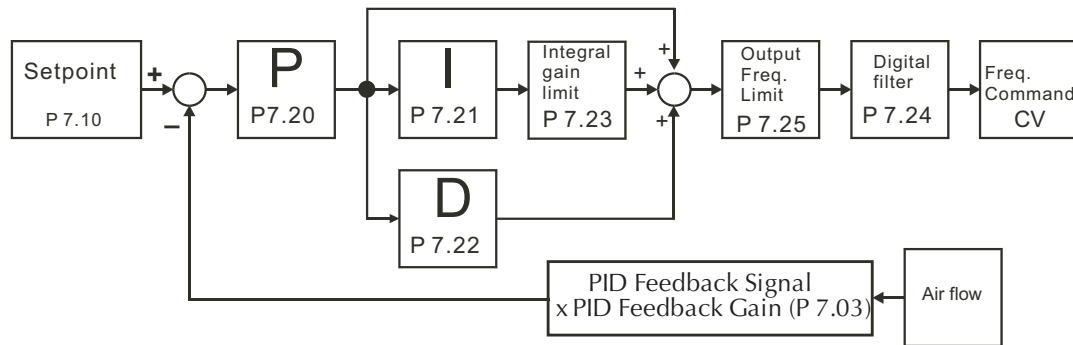 Setpoint
P 7.10
+
−
P
P7.20
I
P 7.21
Integral
gain
limit
P 7.23
D
P 7.22
+
+
+
Output
Freq.
Limit
P 7.25
Digital
filter
P 7.24
Freq.
Command
CV
PID Feedback Signal
x PID Feedback Gain (P 7.03)
Air flow